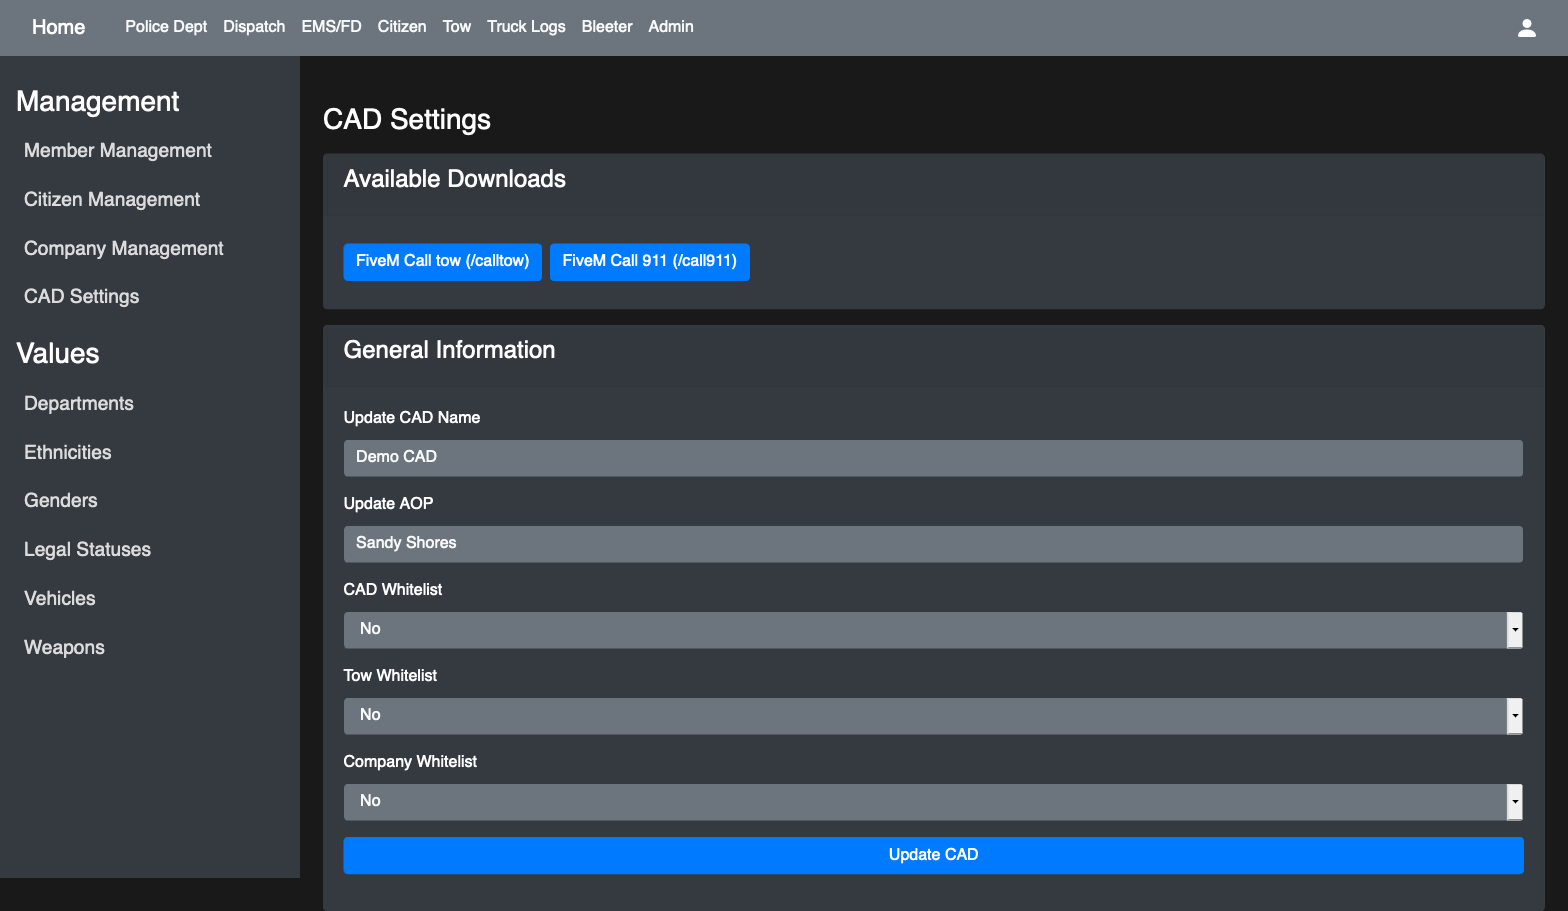 Home Police Dept Dispatch EMS/FD Citizen Tow Truck Logs Bleeter Admin
Management
Member Management
Citizen Management
Company Management
CAD Settings
Values
Departments
Ethnicities
Genders
Legal Statuses
Vehicles
Weapons
CAD Settings
Available Downloads
FiveM Call tow (/calltow) FiveM Call 911 (/call911)
General Information
Update CAD Name
Demo CAD
Update AOP
Sandy Shores
CAD Whitelist
No
Tow Whitelist
No
Company Whitelist
No
Update CAD